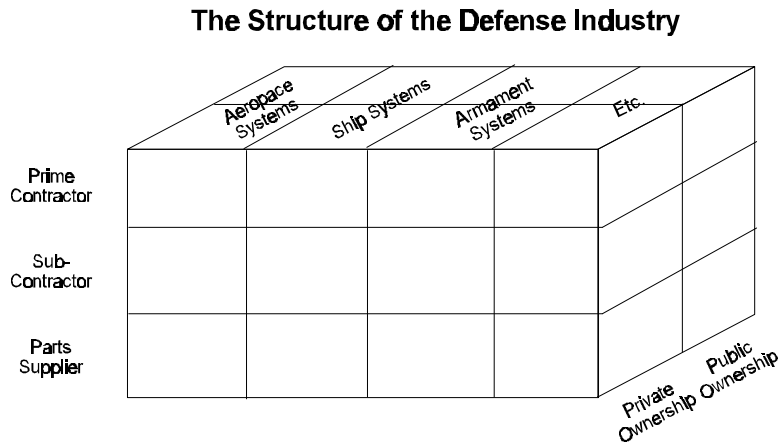 The Structure of the Defense Industry
Aeropace
Systems
Ship Systems
Armament
Systems
Etc.
Prime
Contractor
Sub-
Contractor
Parts
Supplier
Private
Ownership
Public
Ownership